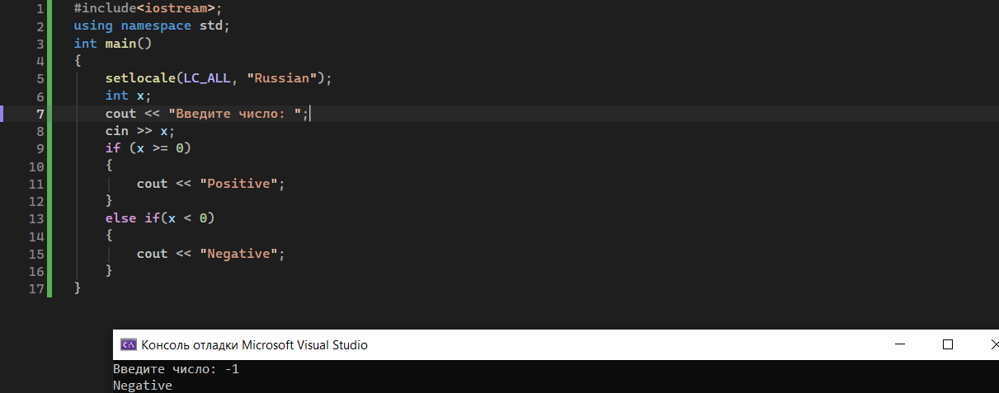 1 #include<iostream>;
2 using namespace std;
3 int main()
4 {
5 setlocale(LC_ALL, "Russian");
6 int x;
7 cout << "Введите число: ";
8 cin >> x;
9 if (x >= 0)
10 {
11 cout << "Positive";
12 }
13 else if(x < 0)
14 {
15 cout << "Negative";
16 }
17 }
C:\ Консоль отладки Microsoft Visual Studio
Введите число: -1
Negative